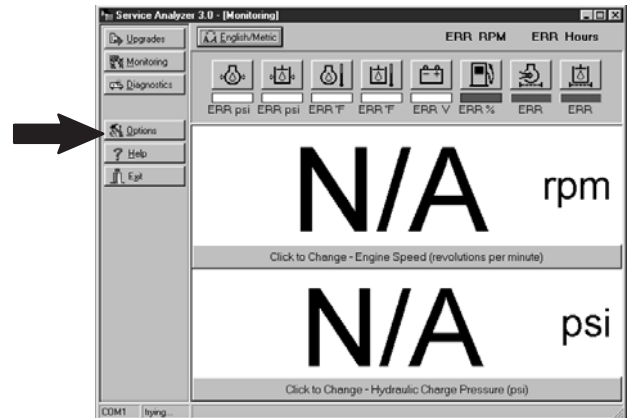 Service Analyzer 3.0 - [Monitoring]
Upgrades
English/Metric
ERR RPM ERR Hours
Monitoring
Diagnostics
ERR psi ERR psi ERR °F ERR °F ERR V ERR % ERR ERR
Options
Help
Exit
N/A rpm
Click to Change - Engine Speed (revolutions per minute)
N/A psi
Click to Change - Hydraulic Charge Pressure (psi)
COM1 trying...